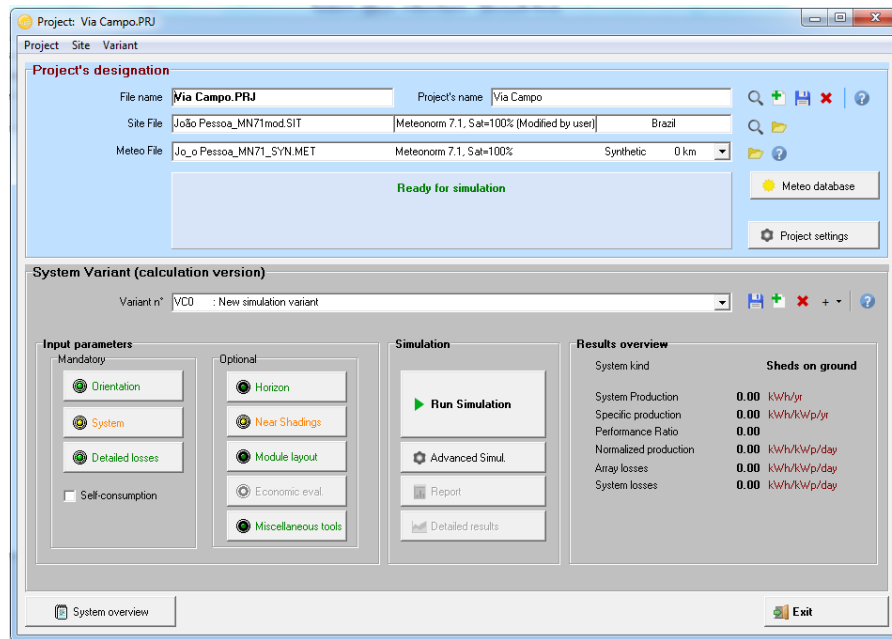 Project: Via Campo.PRJ
Project Site Variant
Project's designation
File name Via Campo.PRJ Project's name Via Campo
Site File João Pessoa_MN71mod.SIT Meteonorm 7.1, Sat=100% (Modified by user) Brazil
Meteo File Jo_o Pessoa_MN71_SYN.MET Meteonorm 7.1, Sat=100% Synthetic 0 km
Ready for simulation
Meteo database
Project settings
System Variant (calculation version)
Variant n° VC0 : New simulation variant
Input parameters
Mandatory
Orientation
System
Detailed losses
Self-consumption
Optional
Horizon
Near Shadings
Module layout
Economic eval.
Miscellaneous tools
Simulation
Run Simulation
Advanced Simul.
Report
Detailed results
Results overview
System kind Sheds on ground
System Production 0.00 kWh/yr
Specific production 0.00 kWh/kWp/yr
Performance Ratio 0.00
Normalized production 0.00 kWh/kWp/day
Array losses 0.00 kWh/kWp/day
System losses 0.00 kWh/kWp/day
System overview
Exit